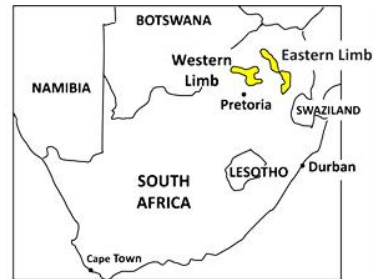 BOTSWANA
Eastern Limb
Western
Limb
NAMIBIA
Pretoria
SWAZILAND
LESOTHO
Durban
SOUTH
AFRICA
Cape Town